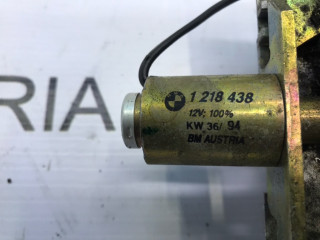 RIA
1 218 438
12V; 100%
KW 36/ 94
BM AUSTRIA